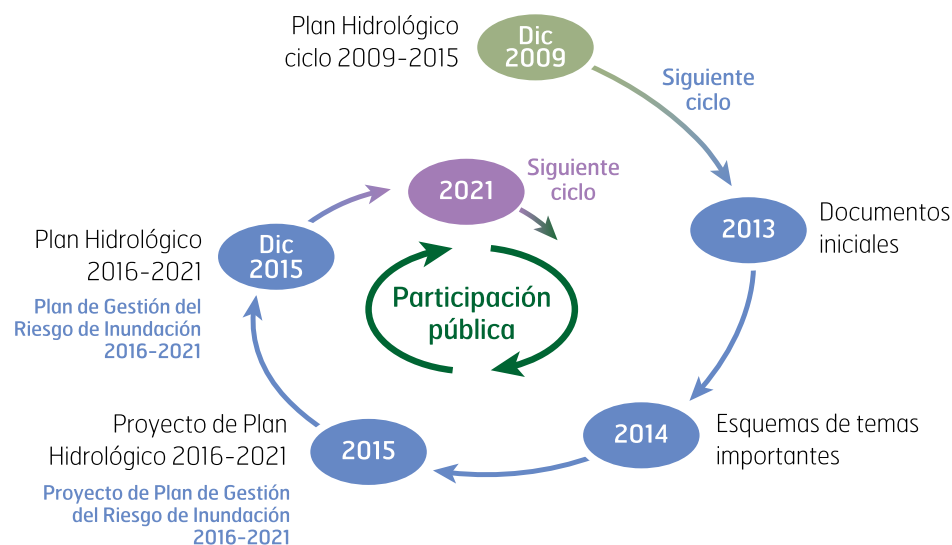 Plan Hidrológico
ciclo 2009-2015
Dic
2009
Siguiente
ciclo
2013
Documentos
iniciales
2014
Esquemas de temas
importantes
2015
Proyecto de Plan
Hidrológico 2016-2021
Proyecto de Plan de Gestión
del Riesgo de Inundación
2016-2021
Dic
2015
Plan Hidrológico
2016-2021
Plan de Gestión del
Riesgo de Inundación
2016-2021
2021
Siguiente
ciclo
Participación
pública